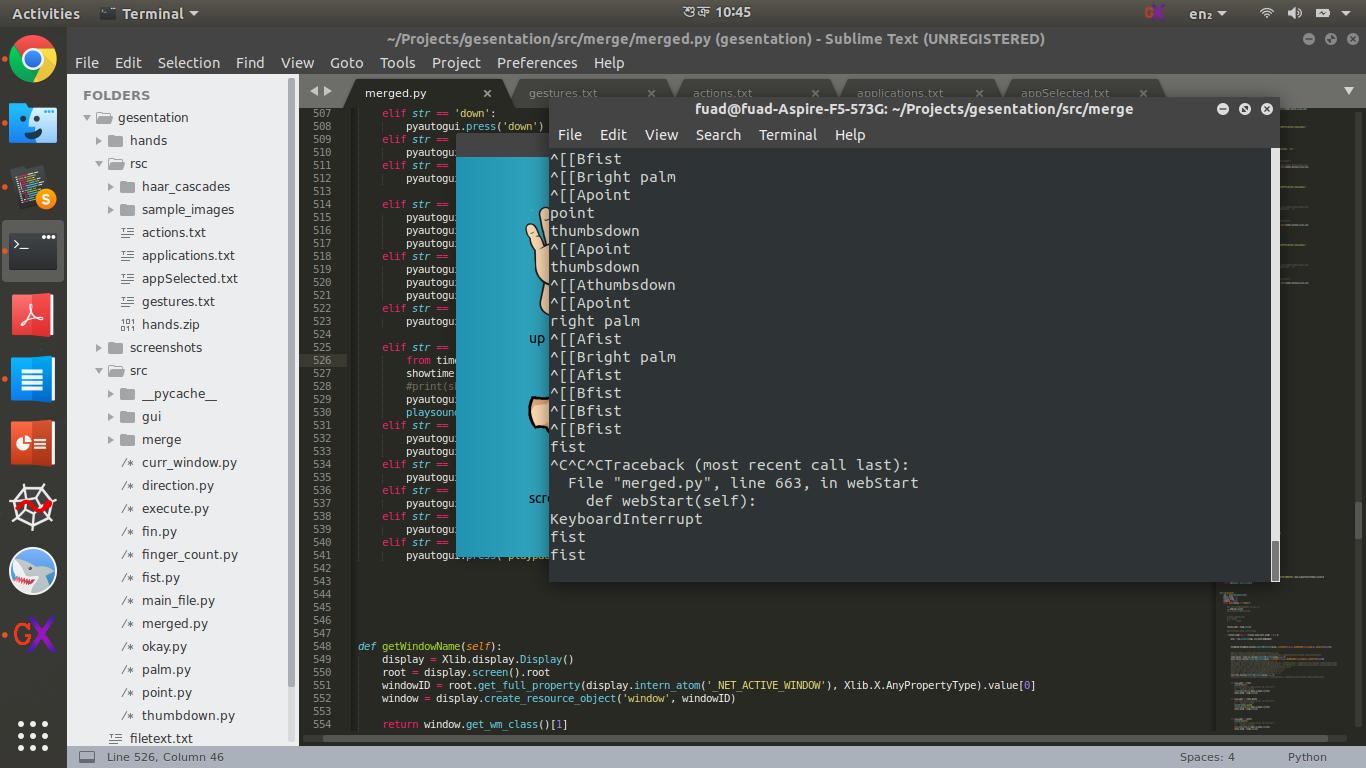 Activities
Terminal
শুক্র 10:45
en₂
~/Projects/gesentation/src/merge/merged.py (gesentation) - Sublime Text (UNREGISTERED)
File Edit Selection Find View Goto Tools Project Preferences Help
FOLDERS
gesentation
hands
rsc
haar_cascades
sample_images
actions.txt
applications.txt
appSelected.txt
gestures.txt
hands.zip
screenshots
src
__pycache__
gui
merge
curr_window.py
direction.py
execute.py
fin.py
finger_count.py
fist.py
main_file.py
merged.py
okay.py
palm.py
point.py
thumbdown.py
filetext.txt
merged.py
gestures.txt
actions.txt
applications.txt
appSelected.txt
507 elif str == 'down':
508 pyautogui.press('down')
509 elif str ==
510 pyautogu
511 elif str ==
512 pyautogu
513
514 elif str ==
515 pyautogu
516 pyautogu
517 pyautogu
518 elif str ==
519 pyautogu
520 pyautogu
521 pyautogu
522 elif str ==
523 pyautogu
524
525 elif str ==
526 from time
527 showtime
528 #print(s
529 pyautogu
530 playsoun
531 elif str ==
532 pyautogu
533 pyautogu
534 elif str ==
535 pyautogu
536 elif str ==
537 pyautogu
538 elif str ==
539 pyautogu
540 elif str ==
541
542
543
544
545
546
547
548 def getWindowName(self):
549 display = Xlib.display.Display()
550 root = display.screen().root
551 windowID = root.get_full_property(display.intern_atom('_NET_ACTIVE_WINDOW'), Xlib.X.AnyPropertyType).value[0]
552 window = display.create_resource_object('window', windowID)
553
554 return window.get_wm_class()[1]
up
scr
fuad@fuad-Aspire-F5-573G: ~/Projects/gesentation/src/merge
File Edit View Search Terminal Help
^[[Bfist
^[[Bright palm
^[[Apoint
point
thumbsdown
^[[Apoint
thumbsdown
^[[Athumbsdown
^[[Apoint
right palm
^[[Afist
^[[Bright palm
^[[Afist
^[[Bfist
^[[Bfist
^[[Bfist
fist
^C^C^CTraceback (most recent call last):
File "merged.py", line 663, in webStart
def webStart(self):
KeyboardInterrupt
fist
fist
Line 526, Column 46
Spaces: 4
Python